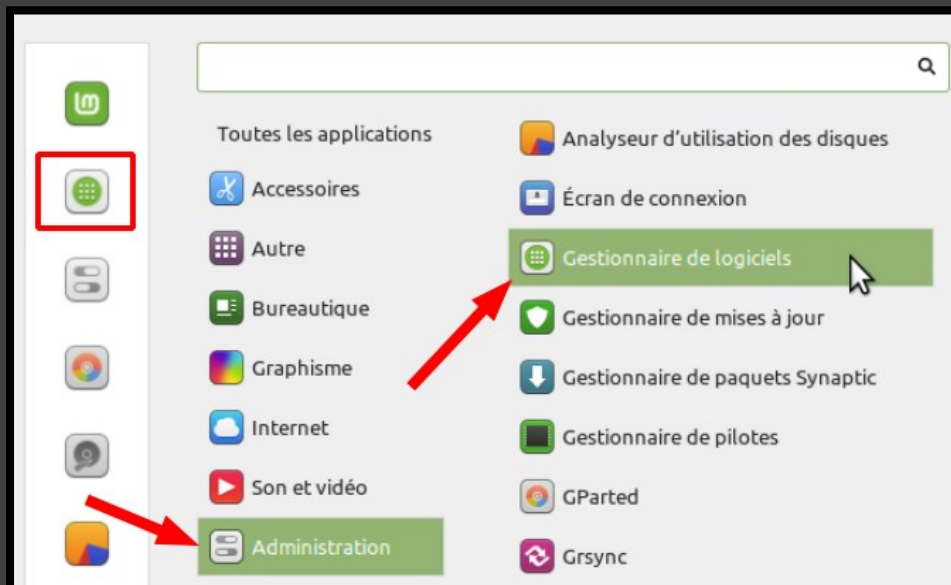 Toutes les applications
Accessoires
Autre
Bureautique
Graphisme
Internet
Son et vidéo
Administration
Analyseur d'utilisation des disques
Écran de connexion
Gestionnaire de logiciels
Gestionnaire de mises à jour
Gestionnaire de paquets Synaptic
Gestionnaire de pilotes
GParted
Grsync